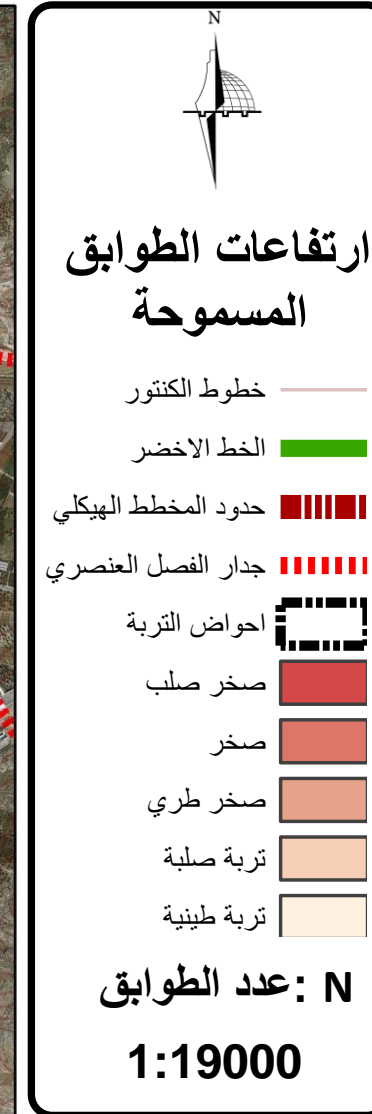 N
ارتفاعات الطوابق
المسموحة
خطوط الكنتور
الخط الاخضر
حدود المخطط الهيكلي
جدار الفصل العنصري
احواض التربة
صخر صلب
صخر
صخر طري
تربة صلبة
تربة طينية
N :عدد الطوابق
1:19000